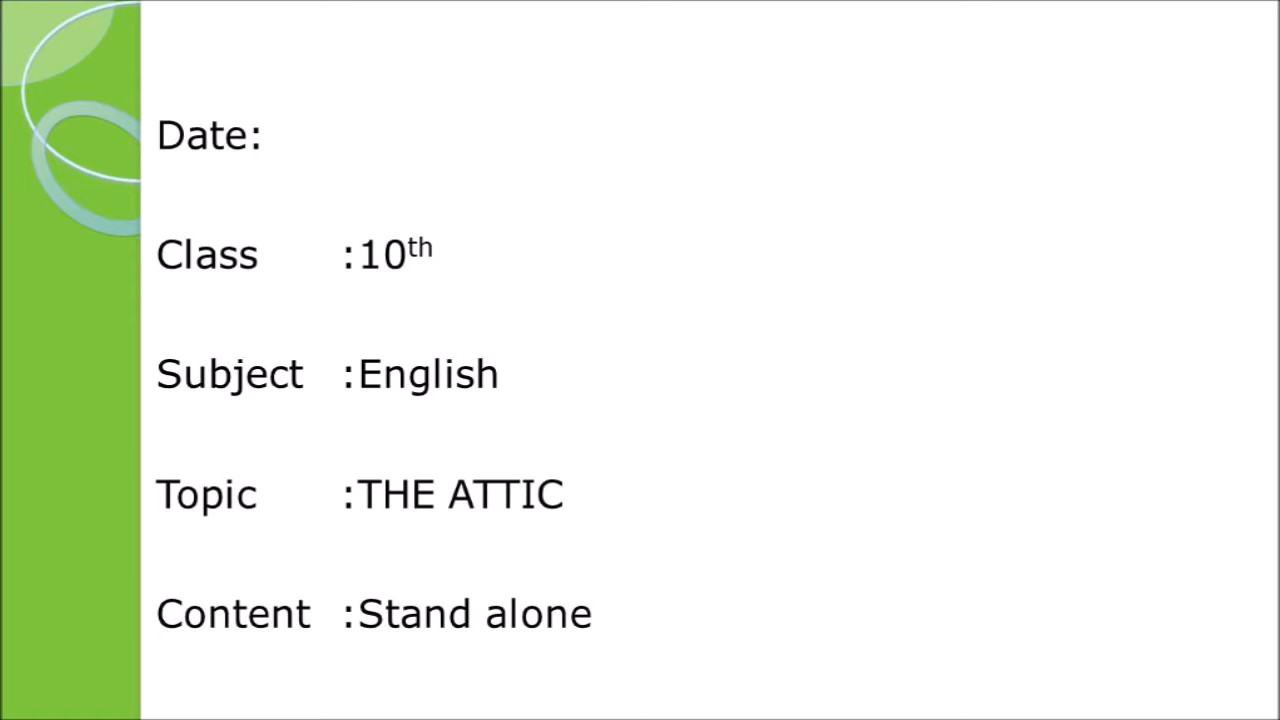 Date:
Class :10th
Subject :English
Topic :THE ATTIC
Content :Stand alone